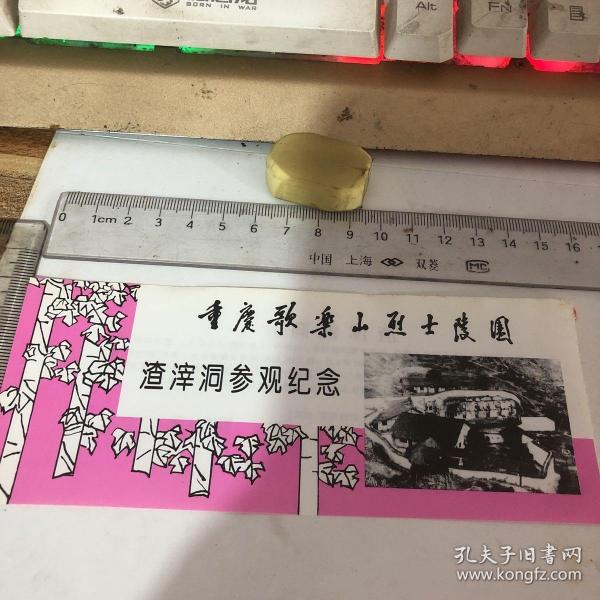 BORN IN WAR
Alt
FN
0 1cm 2 3 4 5 6 7 8 9 10 11 12 13 14 15 16
中国 上海 双菱 MC
重庆歌乐山烈士陵园
渣滓洞参观纪念
孔夫子旧书网
www.kongfz.com